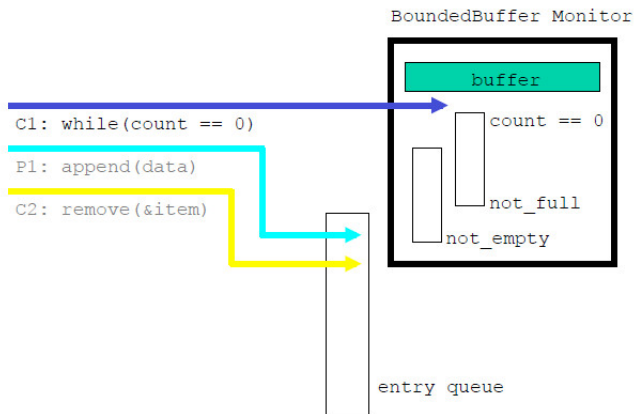 BoundedBuffer Monitor
buffer
C1: while(count == 0)
count == 0
P1: append(data)
C2: remove(&item)
not_full
not_empty
entry queue